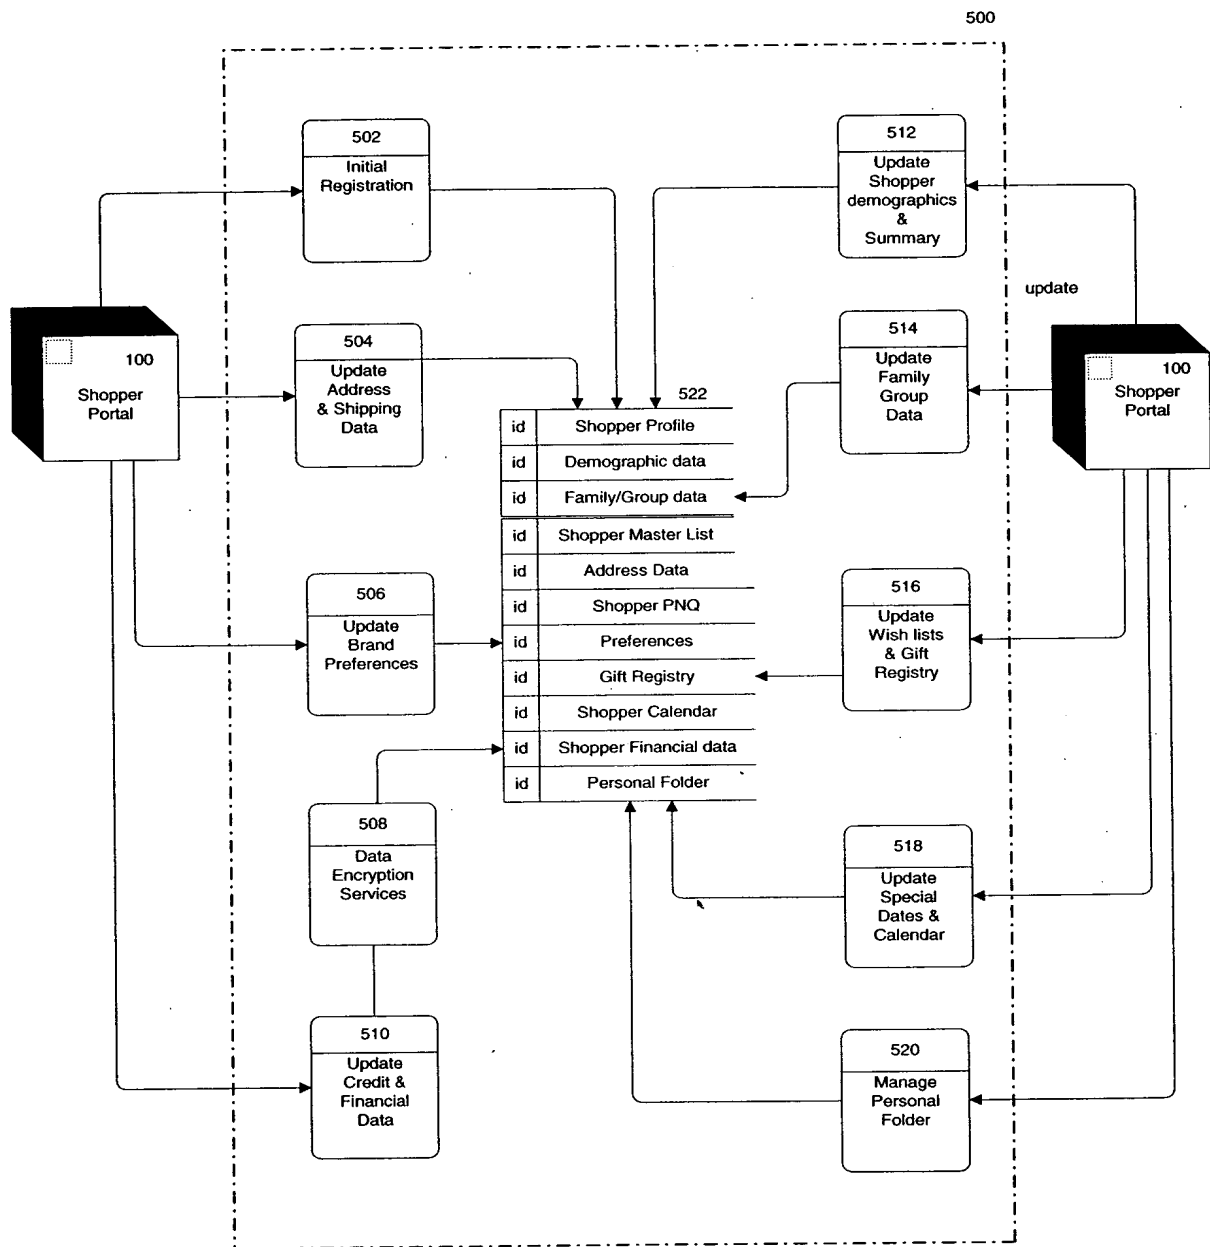 500
502
Initial
Registration
512
Update
Shopper
demographics
&
Summary
update
100
Shopper
Portal
504
Update
Address
& Shipping
Data
514
Update
Family
Group
Data
100
Shopper
Portal
522
id Shopper Profile
id Demographic data
id Family/Group data
id Shopper Master List
id Address Data
id Shopper PNQ
id Preferences
id Gift Registry
id Shopper Calendar
id Shopper Financial data
id Personal Folder
506
Update
Brand
Preferences
516
Update
Wish lists
& Gift
Registry
508
Data
Encryption
Services
518
Update
Special
Dates &
Calendar
510
Update
Credit &
Financial
Data
520
Manage
Personal
Folder